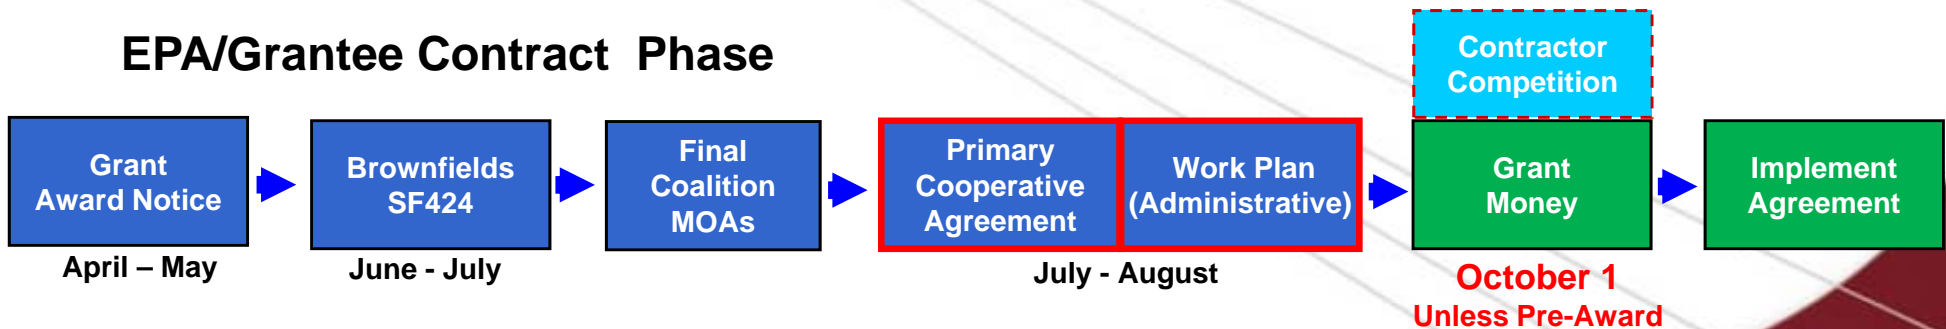 EPA/Grantee Contract Phase
Contractor
Competition
Grant
Award Notice
Brownfields
SF424
Final
Coalition
MOAs
Primary
Cooperative
Agreement
Work Plan
(Administrative)
Grant
Money
Implement
Agreement
April – May
June - July
July - August
October 1
Unless Pre-Award